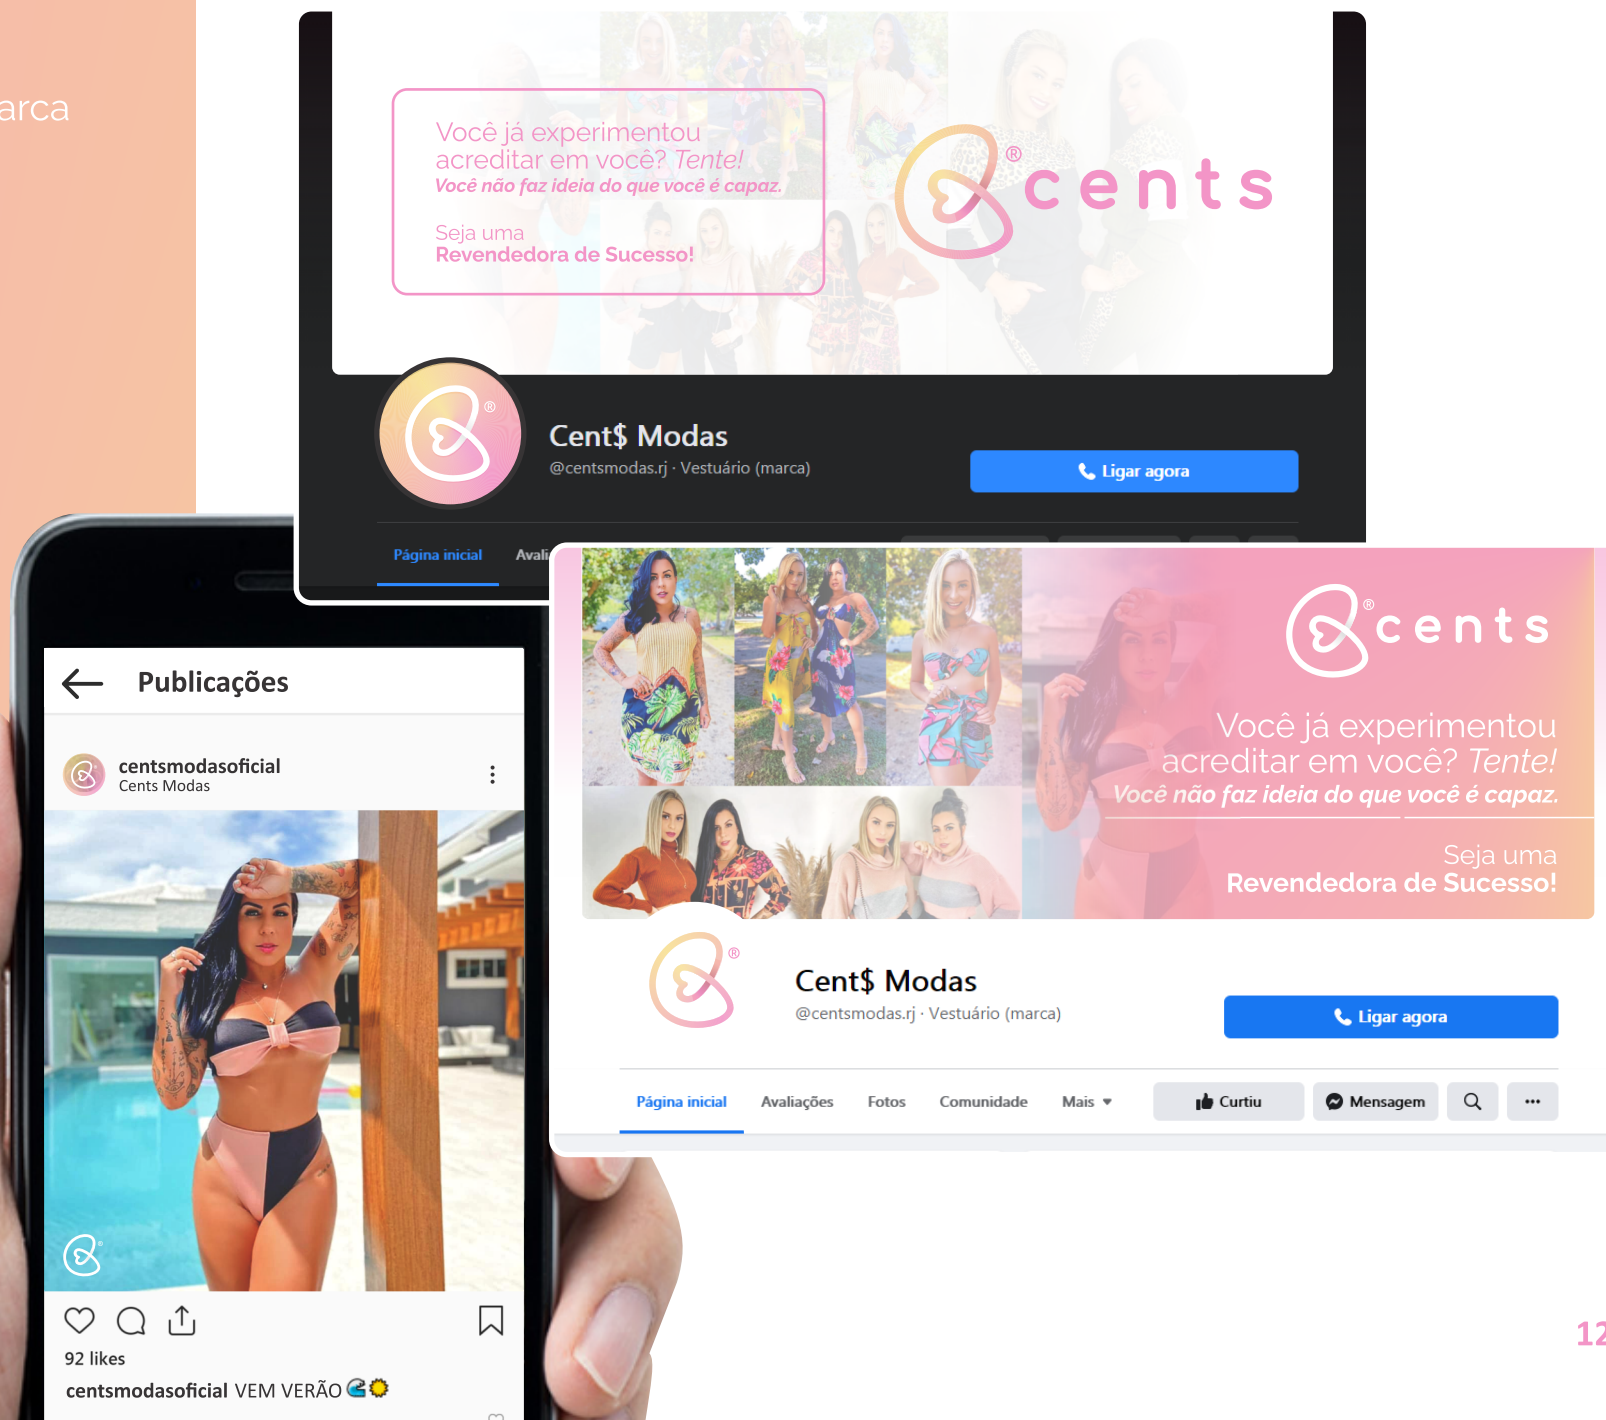 arca
Você já experimentou
acreditar em você? Tente!
Você não faz ideia do que você é capaz.
Seja uma
Revendedora de Sucesso!
® cents
®
Cent$ Modas
@centsmodas.rj · Vestuário (marca)
Ligar agora
Página inicial
Avali
® cents
Você já experimentou
acreditar em você? Tente!
Você não faz ideia do que você é capaz.
Seja uma
Revendedora de Sucesso!
®
Cent$ Modas
@centsmodas.rj · Vestuário (marca)
Ligar agora
Página inicial Avaliações Fotos Comunidade Mais Curtiu Mensagem
Publicações
centsmodasoficial
Cents Modas
92 likes
centsmodasoficial VEM VERÃO 🌊☀️
12